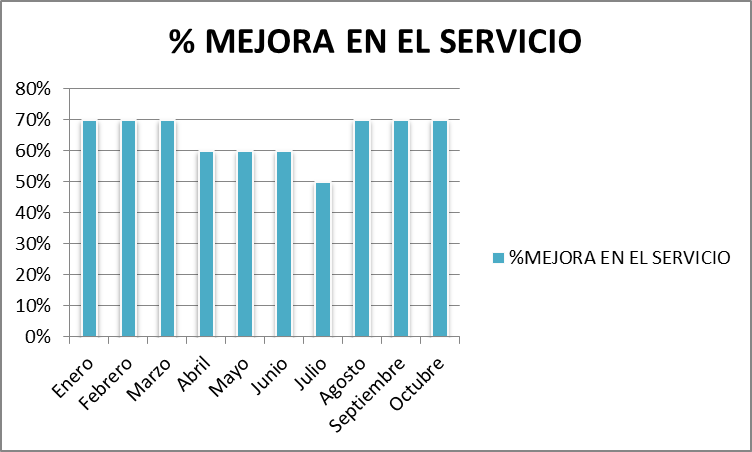 % MEJORA EN EL SERVICIO
80%
70%
60%
50%
40%
30%
20%
10%
0%
Enero
Febrero
Marzo
Abril
Mayo
Junio
Julio
Agosto
Septiembre
Octubre
%MEJORA EN EL SERVICIO